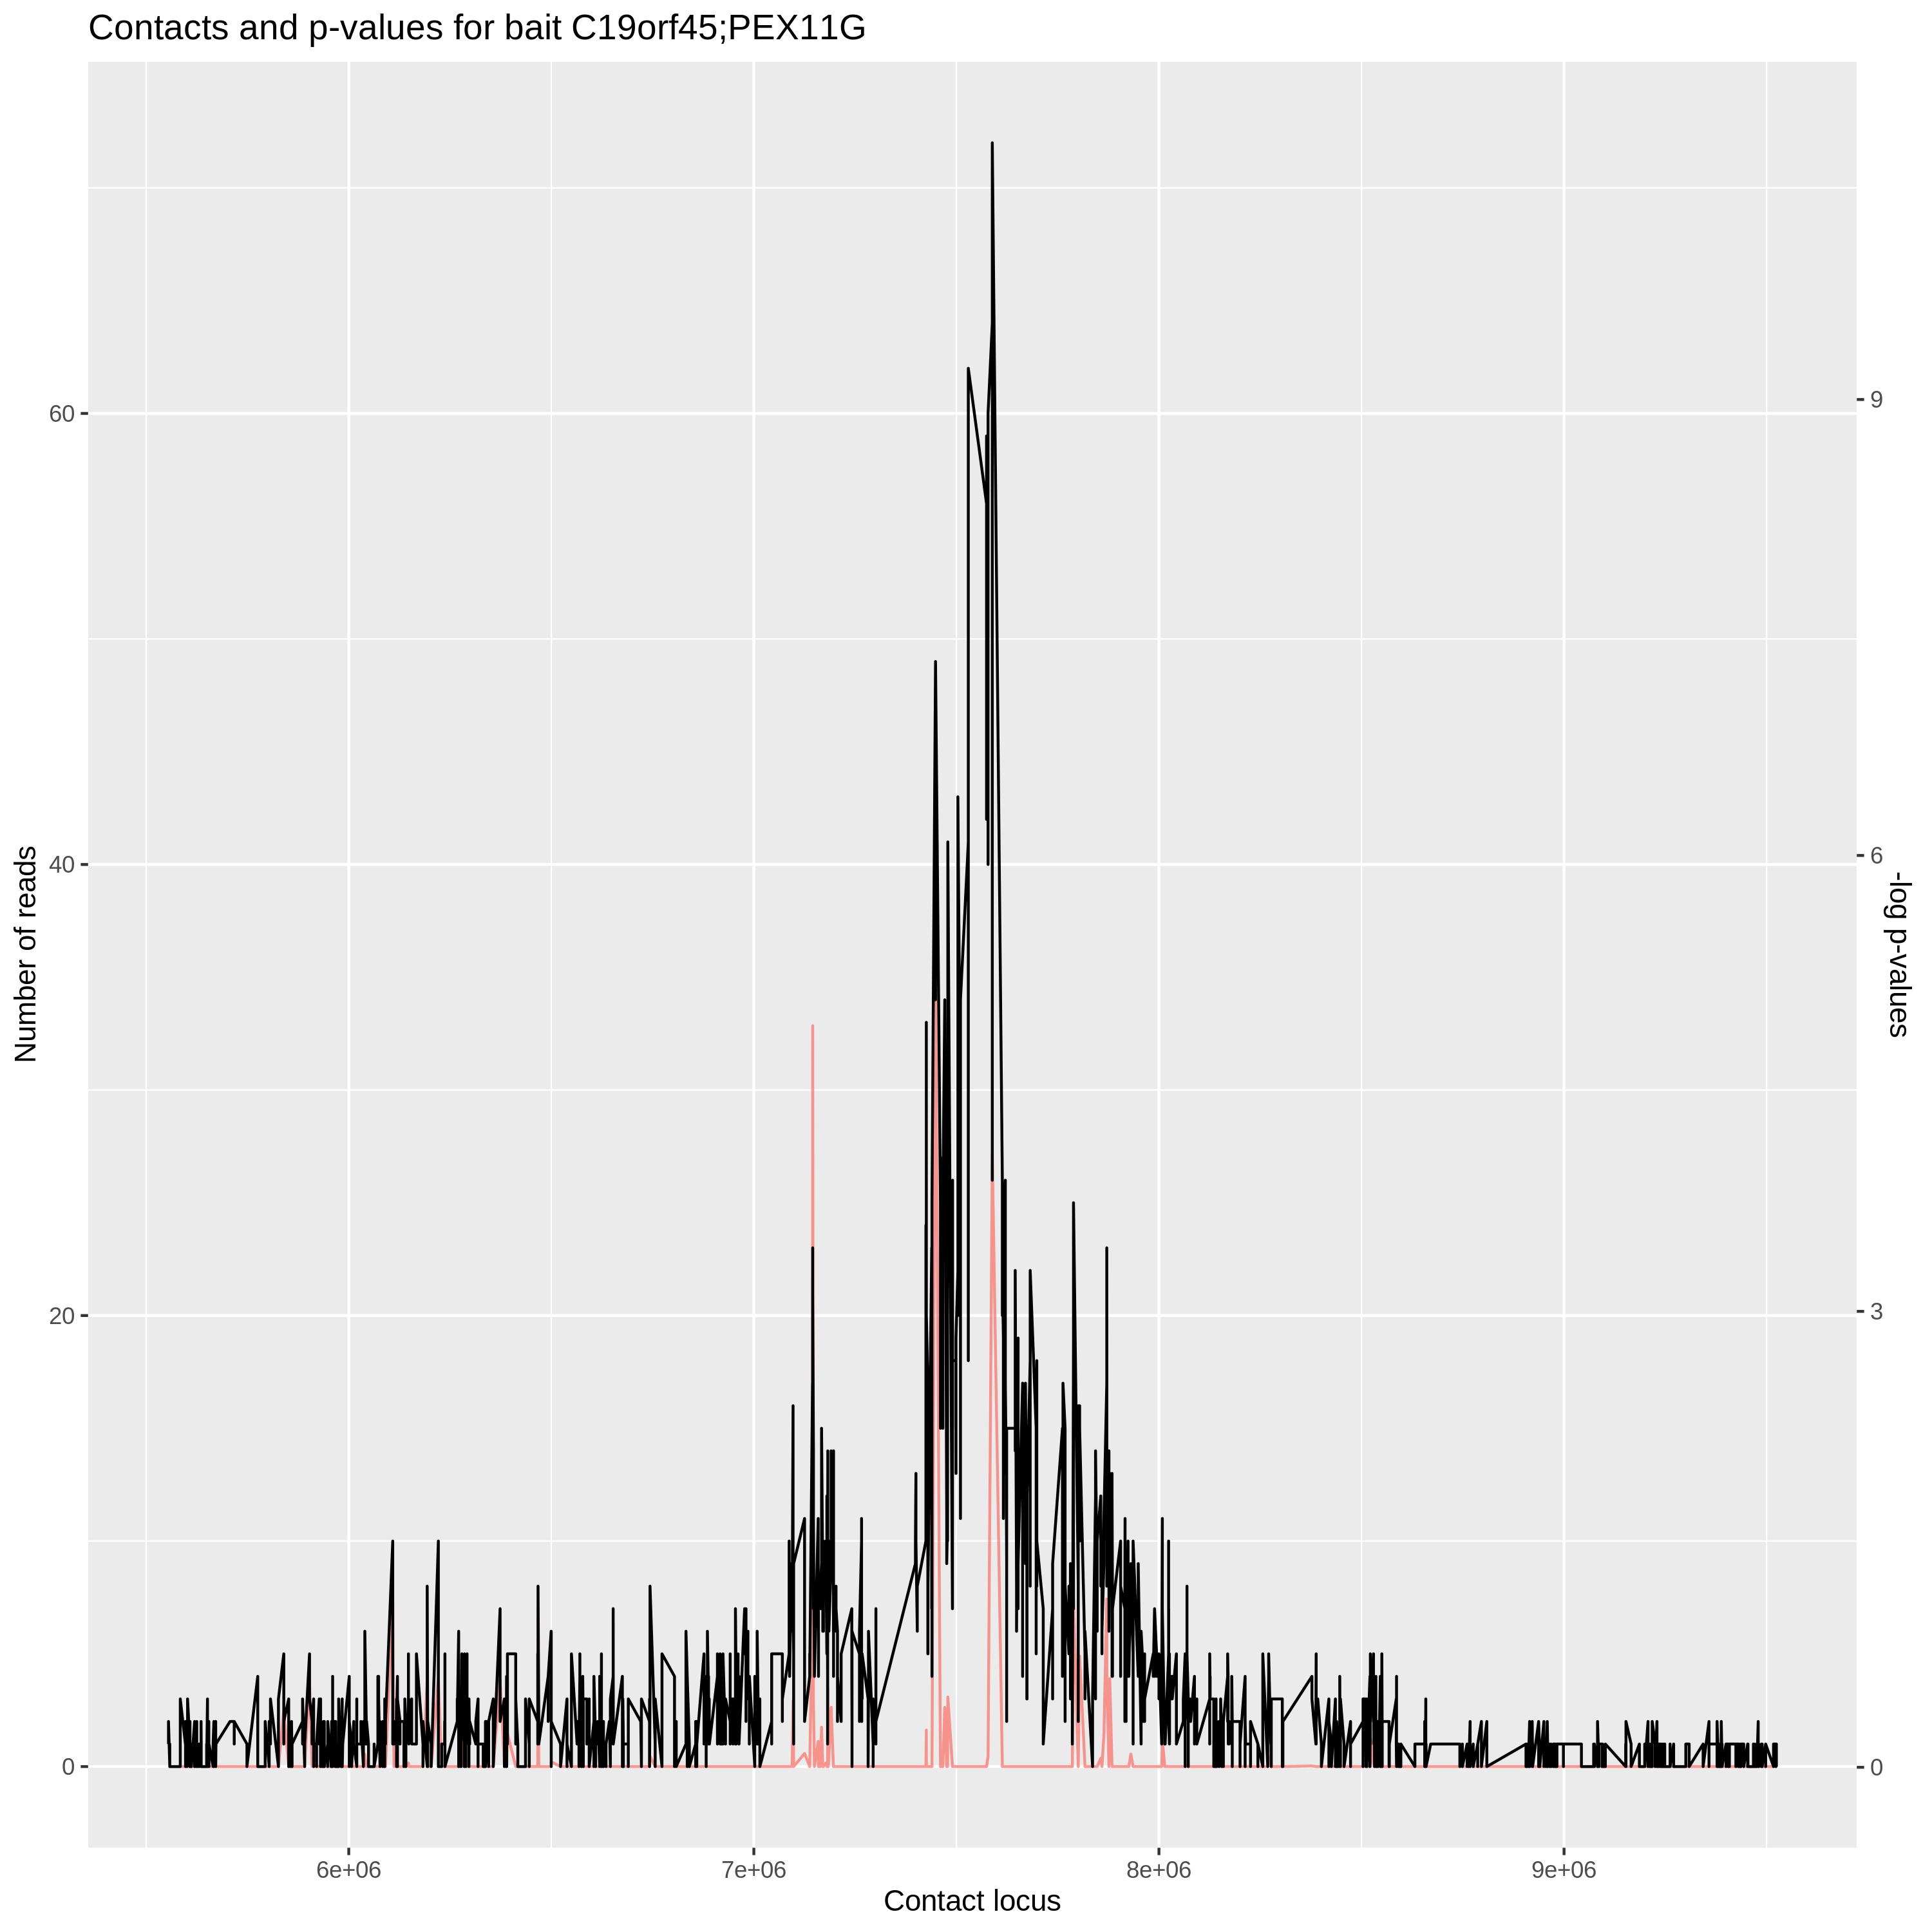 Contacts and p-values for bait C19orf45;PEX11G
Number of reads
60
40
20
0
9
6
3
0
-log p-values
6e+06
7e+06
8e+06
9e+06
Contact locus